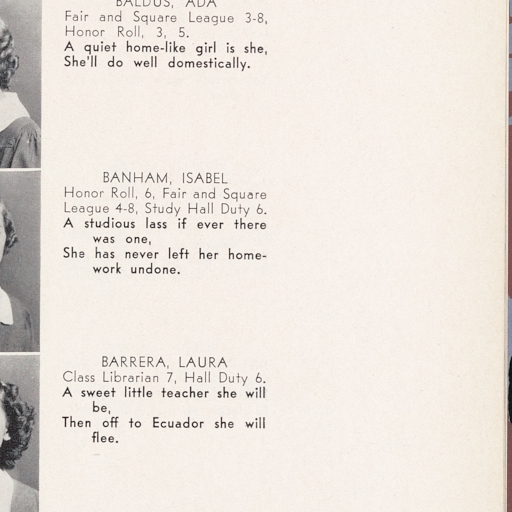 BALDUS, ADA
Fair and Square League 3-8,
Honor Roll, 3, 5.
A quiet home-like girl is she,
She'll do well domestically.
BANHAM, ISABEL
Honor Roll, 6, Fair and Square
League 4-8, Study Hall Duty 6.
A studious lass if ever there
was one,
She has never left her home-
work undone.
BARRERA, LAURA
Class Librarian 7, Hall Duty 6.
A sweet little teacher she will
be,
Then off to Ecuador she will
flee.